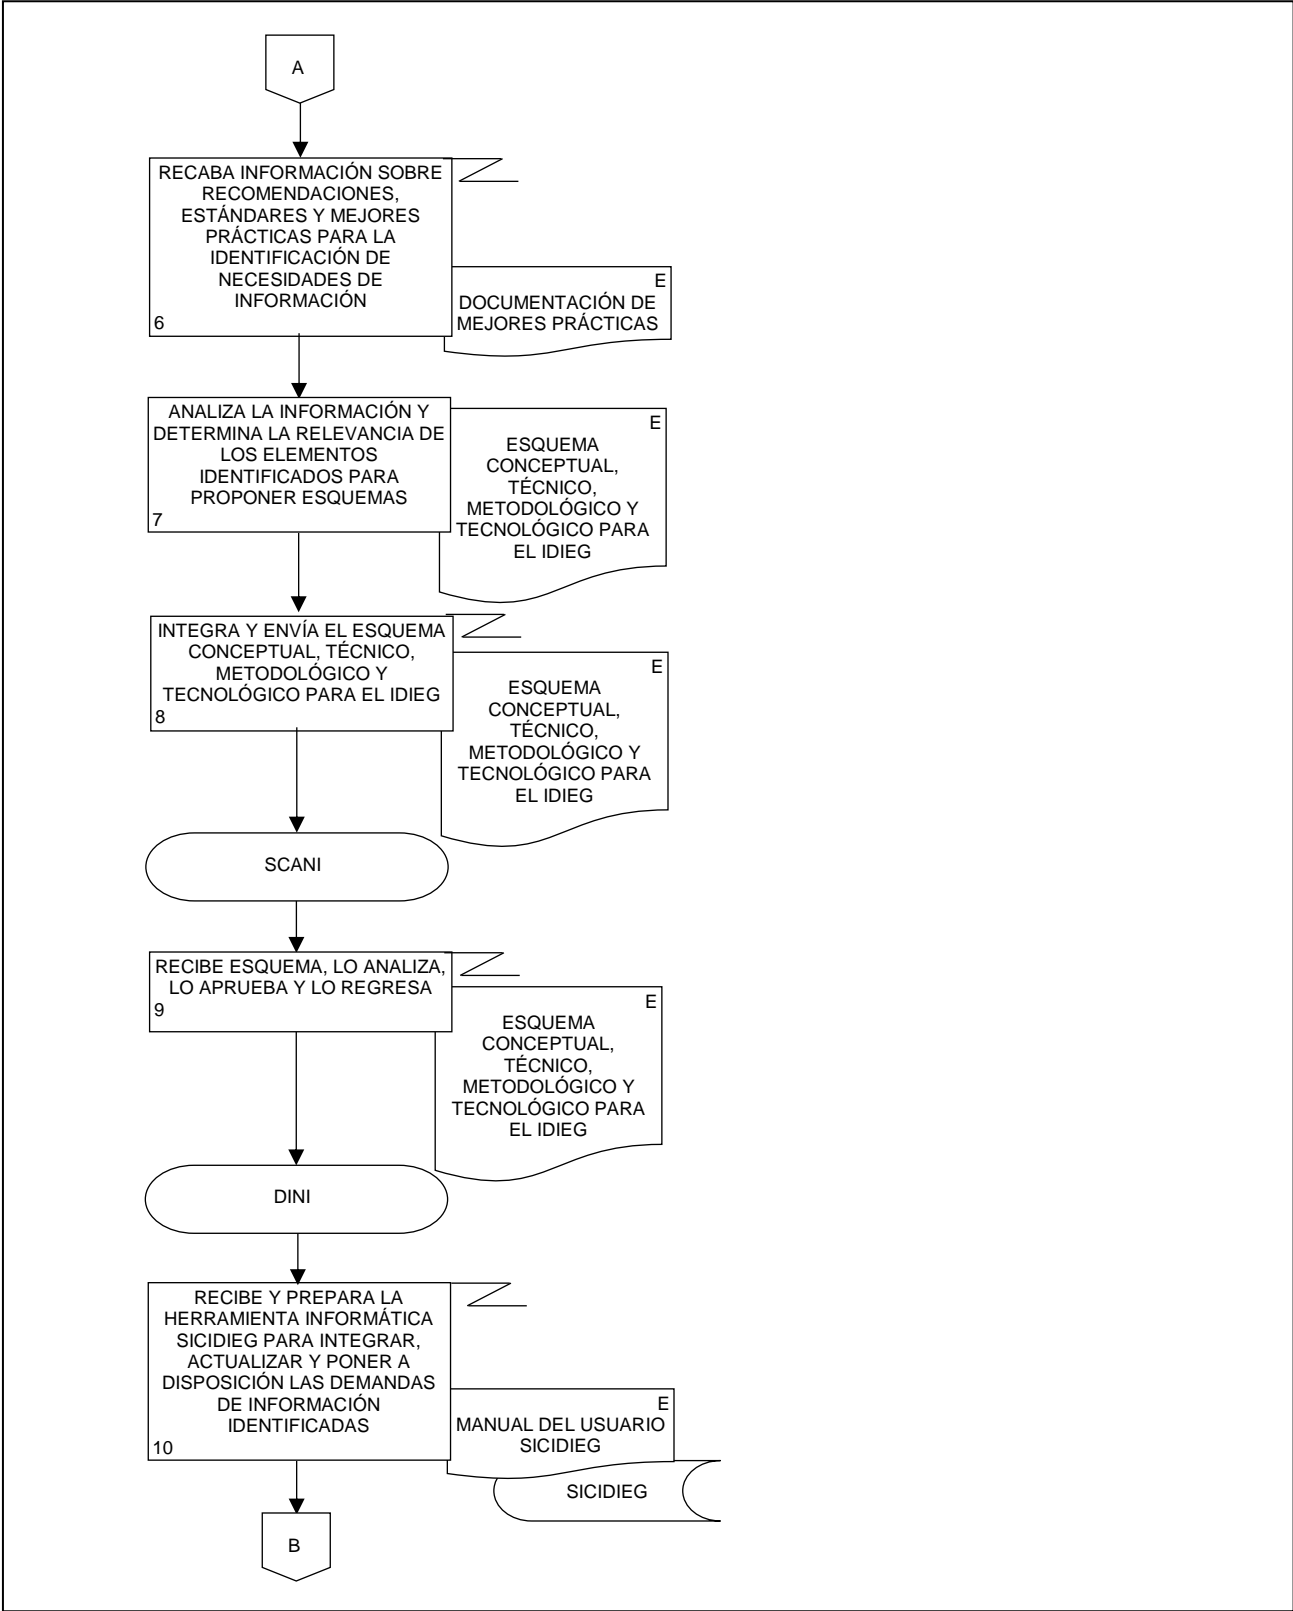 A
RECABA INFORMACIÓN SOBRE
RECOMENDACIONES,
ESTÁNDARES Y MEJORES
PRÁCTICAS PARA LA
IDENTIFICACIÓN DE
NECESIDADES DE
INFORMACIÓN
6
E
DOCUMENTACIÓN DE
MEJORES PRÁCTICAS
ANALIZA LA INFORMACIÓN Y
DETERMINA LA RELEVANCIA DE
LOS ELEMENTOS
IDENTIFICADOS PARA
PROPONER ESQUEMAS
7
E
ESQUEMA
CONCEPTUAL,
TÉCNICO,
METODOLÓGICO Y
TECNOLÓGICO PARA
EL IDIEG
INTEGRA Y ENVÍA EL ESQUEMA
CONCEPTUAL, TÉCNICO,
METODOLÓGICO Y
TECNOLÓGICO PARA EL IDIEG
8
E
ESQUEMA
CONCEPTUAL,
TÉCNICO,
METODOLÓGICO Y
TECNOLÓGICO PARA
EL IDIEG
SCANI
RECIBE ESQUEMA, LO ANALIZA,
LO APRUEBA Y LO REGRESA
9
E
ESQUEMA
CONCEPTUAL,
TÉCNICO,
METODOLÓGICO Y
TECNOLÓGICO PARA
EL IDIEG
DINI
RECIBE Y PREPARA LA
HERRAMIENTA INFORMÁTICA
SICIDIEG PARA INTEGRAR,
ACTUALIZAR Y PONER A
DISPOSICIÓN LAS DEMANDAS
DE INFORMACIÓN
IDENTIFICADAS
10
E
MANUAL DEL USUARIO
SICIDIEG
SICIDIEG
B